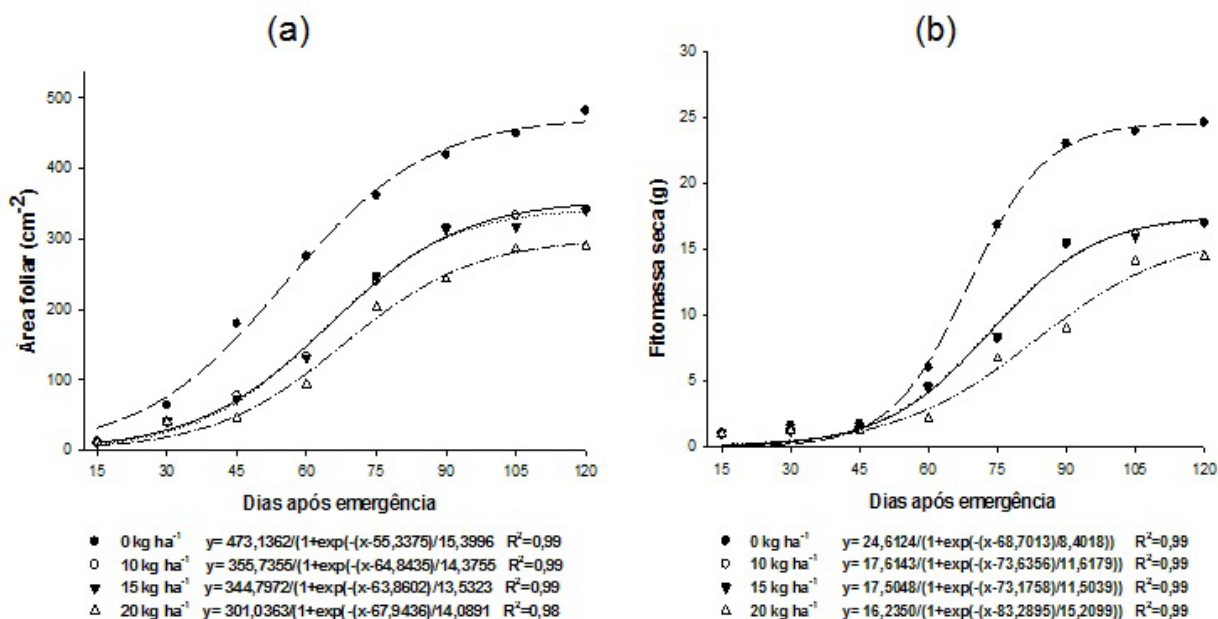 (a)
Área foliar (cm-2)
500
400
300
200
100
0
15 30 45 60 75 90 105 120
Dias após emergência
0 kg ha-1 y= 473,1362/(1+exp(-(x-55,3375)/15,3996 R2=0,99
10 kg ha-1 y= 355,7355/(1+exp(-(x-64,8435)/14,3755 R2=0,99
15 kg ha-1 y= 344,7972/(1+exp(-(x-63,8602)/13,5323 R2=0,99
20 kg ha-1 y= 301,0363/(1+exp(-(x-67,9436)/14,0891 R2=0,98
(b)
Fitomassa seca (g)
30
25
20
15
10
5
0
15 30 45 60 75 90 105 120
Dias após emergência
0 kg ha-1 y= 24,6124/(1+exp(-(x-68,7013)/8,4018)) R2=0,99
10 kg ha-1 y= 17,6143/(1+exp(-(x-73,6356)/11,6179)) R2=0,99
15 kg ha-1 y= 17,5048/(1+exp(-(x-73,1758)/11,5039)) R2=0,99
20 kg ha-1 y= 16,2350/(1+exp(-(x-83,2895)/15,2099)) R2=0,99